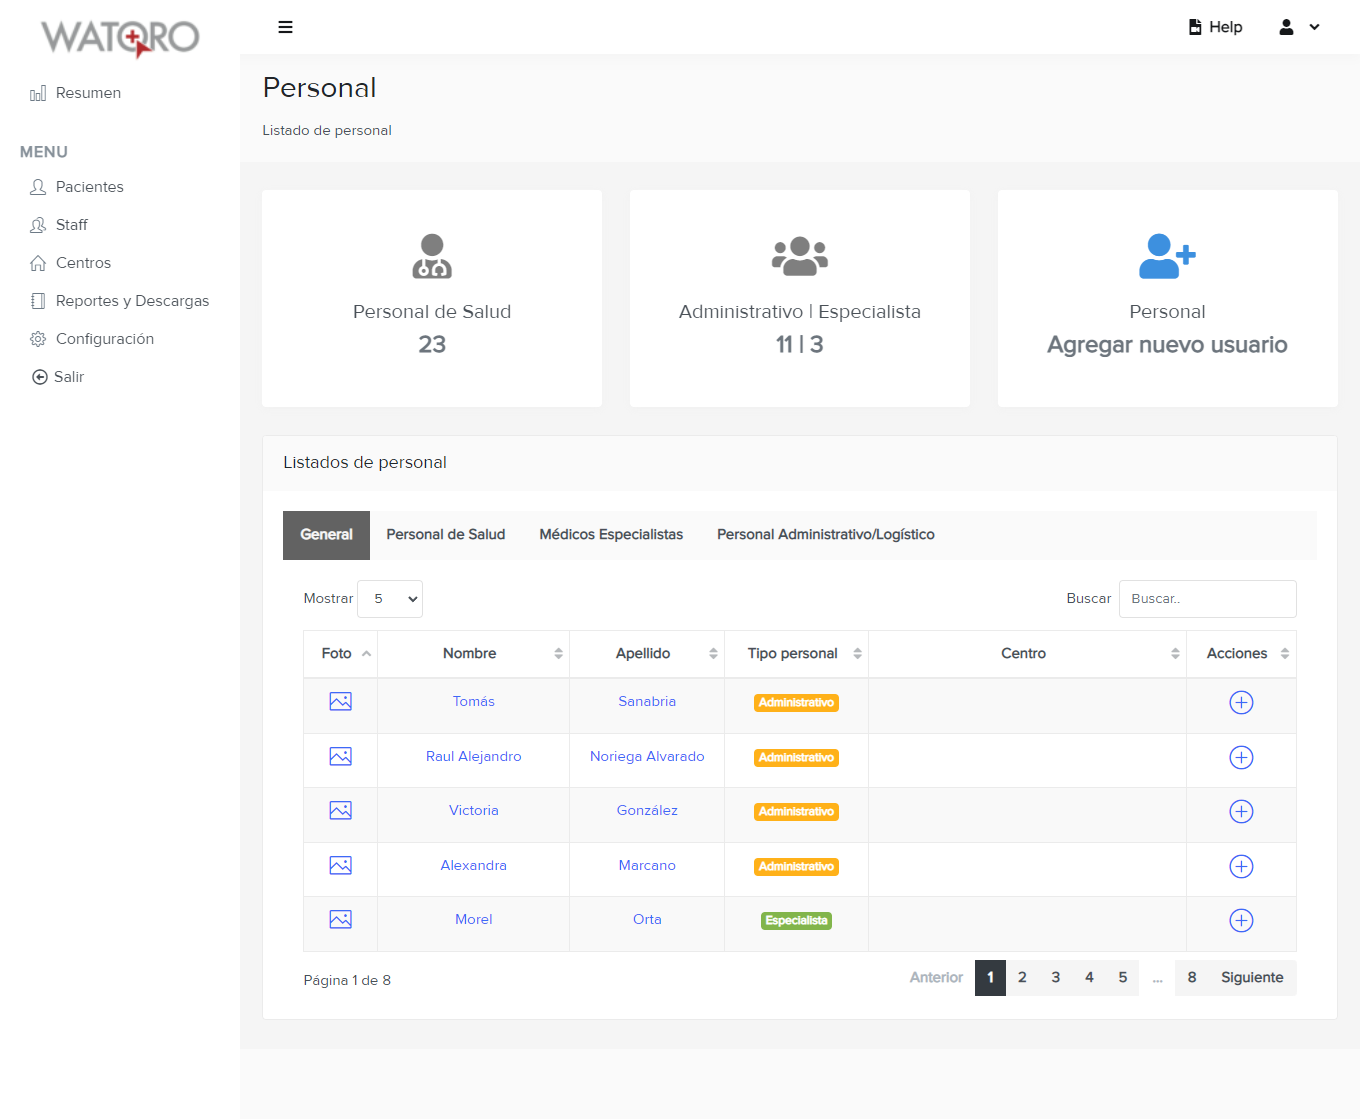 WATORO
Help
Resumen
MENU
Pacientes
Staff
Centros
Reportes y Descargas
Configuración
Salir
Personal
Listado de personal
Personal de Salud
23
Administrativo | Especialista
11 | 3
Personal
Agregar nuevo usuario
Listados de personal
General Personal de Salud Médicos Especialistas Personal Administrativo/Logístico
Mostrar 5 Buscar Buscar..
Foto Nombre Apellido Tipo personal Centro Acciones
Tomás Sanabria Administrativo
Raul Alejandro Noriega Alvarado Administrativo
Victoria González Administrativo
Alexandra Marcano Administrativo
Morel Orta Especialista
Página 1 de 8 Anterior 1 2 3 4 5 ... 8 Siguiente